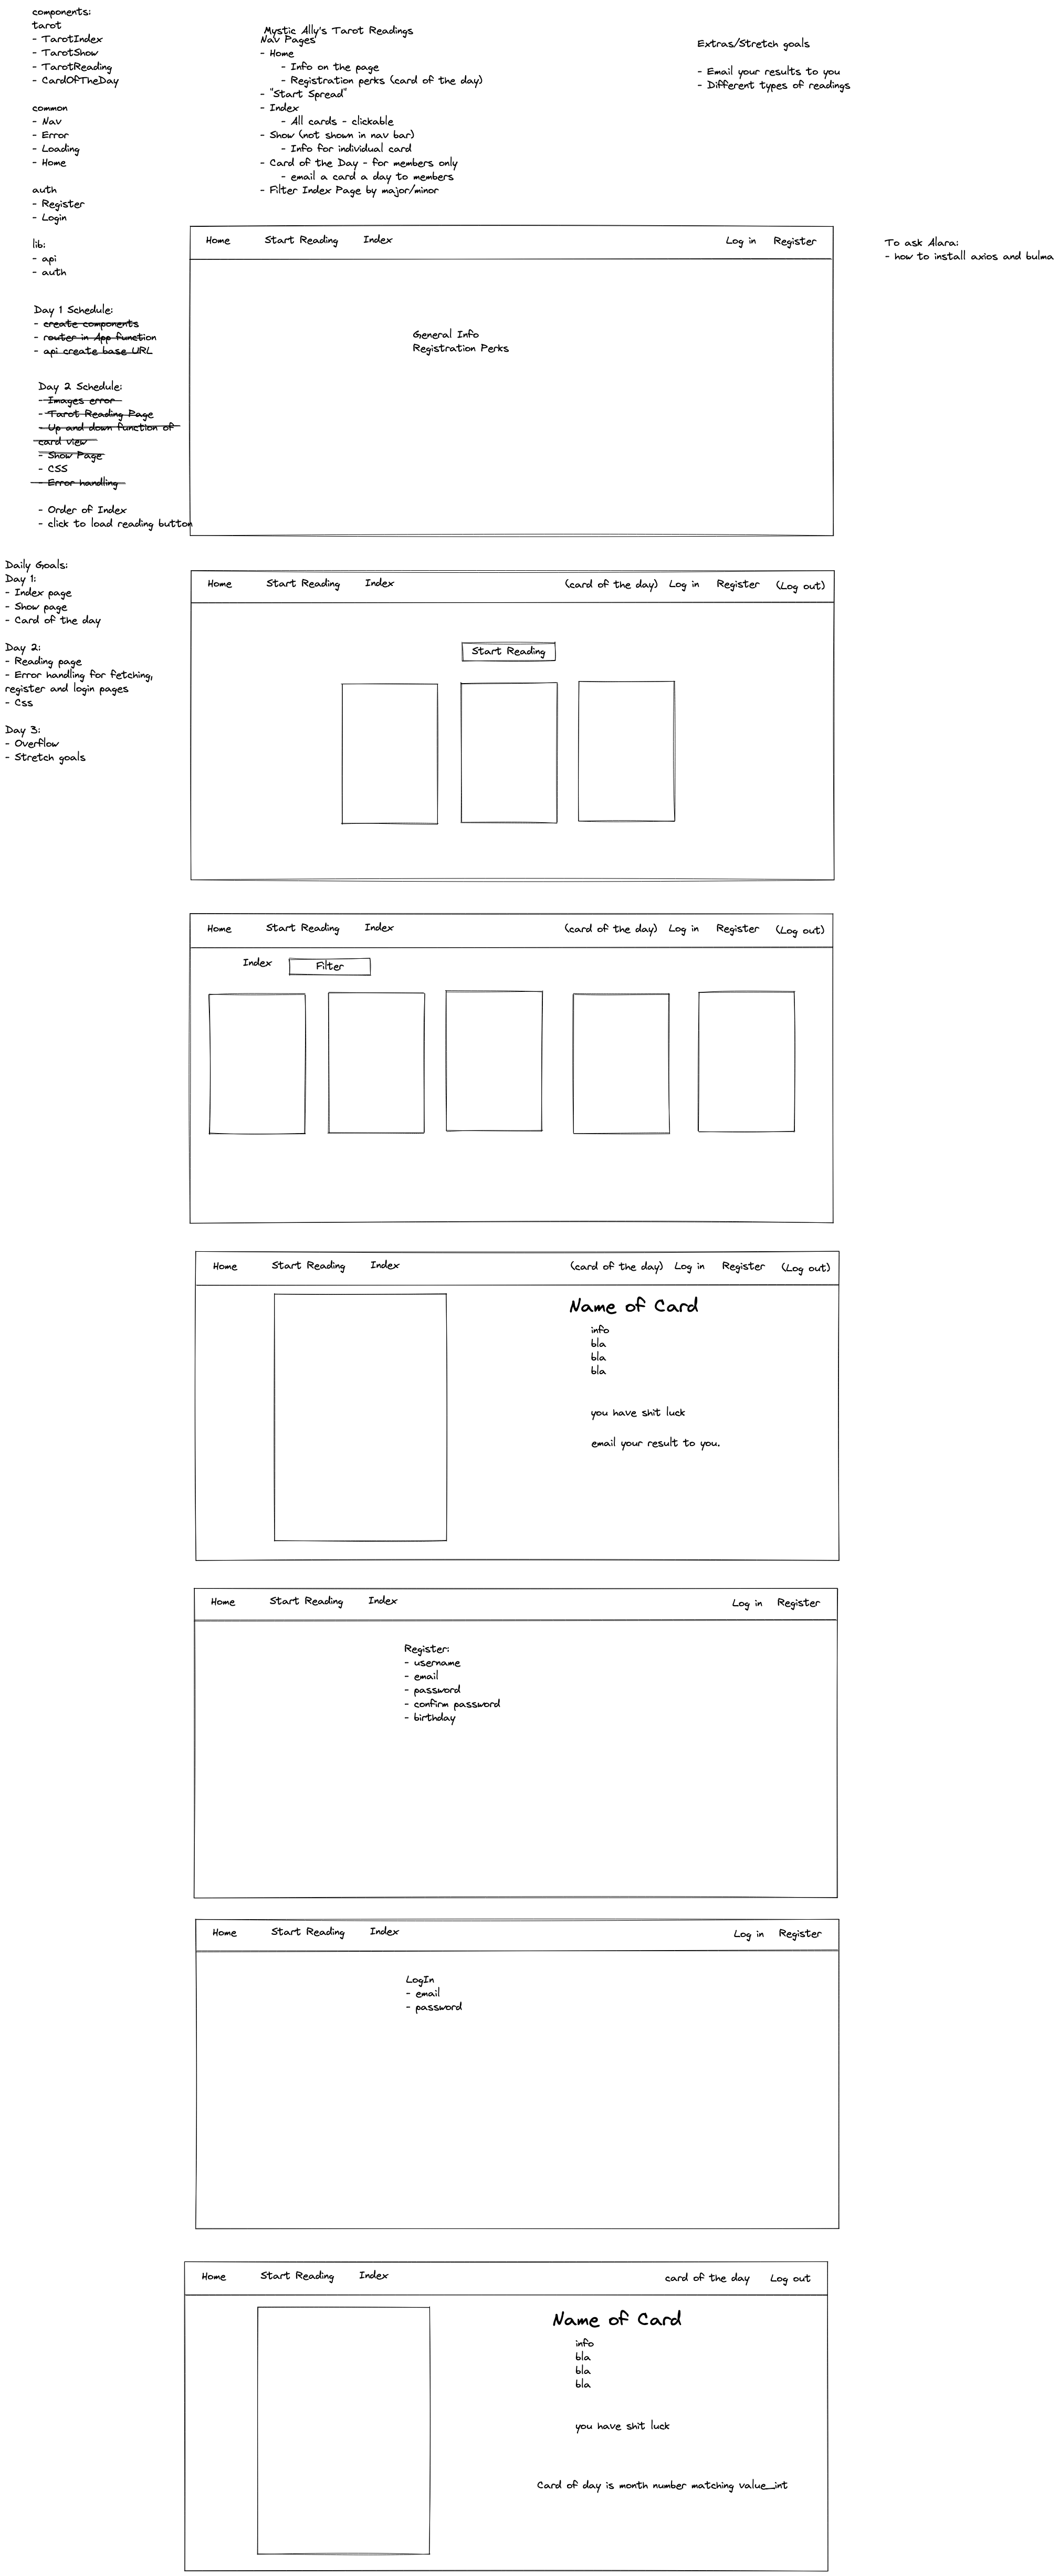 components:
tarot
- TarotIndex
- TarotShow
- TarotReading
- CardOfTheDay
common
- Nav
- Error
- Loading
- Home
auth
- Register
- Login
lib:
- api
- auth
Mystic Ally's Tarot Readings
Nav Pages
- Home
- Info on the page
- Registration perks (card of the day)
- "Start Spread"
- Index
- All cards - clickable
- Show (not shown in nav bar)
- Info for individual card
- Card of the Day - for members only
- email a card a day to members
- Filter Index Page by major/minor
Extras/Stretch goals
- Email your results to you
- Different types of readings
To ask Alara:
- how to install axios and bulma
Day 1 Schedule:
- create components
- router in App function
- api create base URL
Day 2 Schedule:
- Images error
- Tarot Reading Page
- Up and down function of
card view
- Show Page
- CSS
- Error handling
- Order of Index
- click to load reading button
Daily Goals:
Day 1:
- Index page
- Show page
- Card of the day
Day 2:
- Reading page
- Error handling for fetching,
register and login pages
- Css
Day 3:
- Overflow
- Stretch goals
Home Start Reading Index Log in Register
General Info
Registration Perks
Home Start Reading Index (card of the day) Log in Register (Log out)
Start Reading
Home Start Reading Index (card of the day) Log in Register (Log out)
Index Filter
Home Start Reading Index (card of the day) Log in Register (Log out)
Name of Card
info
bla
bla
bla
you have shit luck
email your result to you.
Home Start Reading Index Log in Register
Register:
- username
- email
- password
- confirm password
- birthday
Home Start Reading Index Log in Register
LogIn
- email
- password
Home Start Reading Index card of the day Log out
Name of Card
info
bla
bla
bla
you have shit luck
Card of day is month number matching value_int